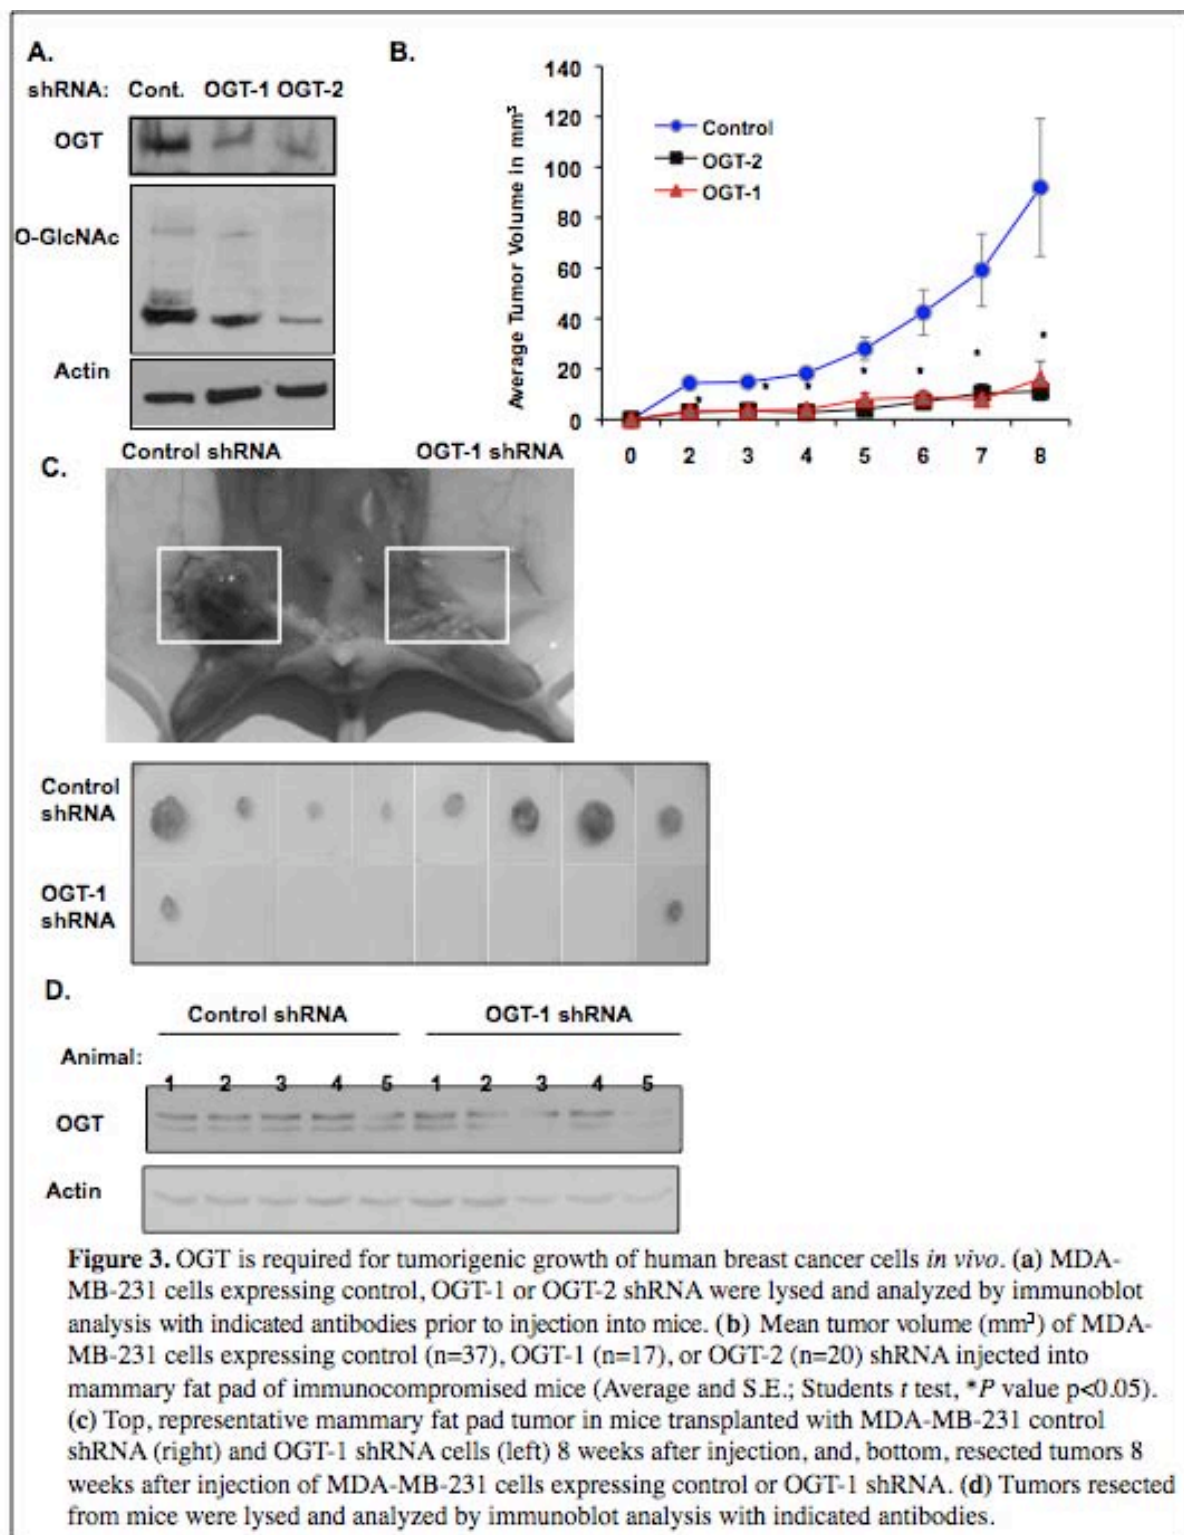 A.
shRNA: Cont. OGT-1 OGT-2
OGT
O-GlcNAc
Actin
B.
Average Tumor Volume in mm³
140
120
100
80
60
40
20
0
Control
OGT-2
OGT-1
0 2 3 4 5 6 7 8
C.
Control shRNA OGT-1 shRNA
Control
shRNA
OGT-1
shRNA
D.
Control shRNA OGT-1 shRNA
Animal:
1 2 3 4 5 1 2 3 4 5
OGT
Actin
Figure 3. OGT is required for tumorigenic growth of human breast cancer cells in vivo. (a) MDA-
MB-231 cells expressing control, OGT-1 or OGT-2 shRNA were lysed and analyzed by immunoblot
analysis with indicated antibodies prior to injection into mice. (b) Mean tumor volume (mm³) of MDA-
MB-231 cells expressing control (n=37), OGT-1 (n=17), or OGT-2 (n=20) shRNA injected into
mammary fat pad of immunocompromised mice (Average and S.E.; Students t test, *P value p<0.05).
(c) Top, representative mammary fat pad tumor in mice transplanted with MDA-MB-231 control
shRNA (right) and OGT-1 shRNA cells (left) 8 weeks after injection, and, bottom, resected tumors 8
weeks after injection of MDA-MB-231 cells expressing control or OGT-1 shRNA. (d) Tumors resected
from mice were lysed and analyzed by immunoblot analysis with indicated antibodies.